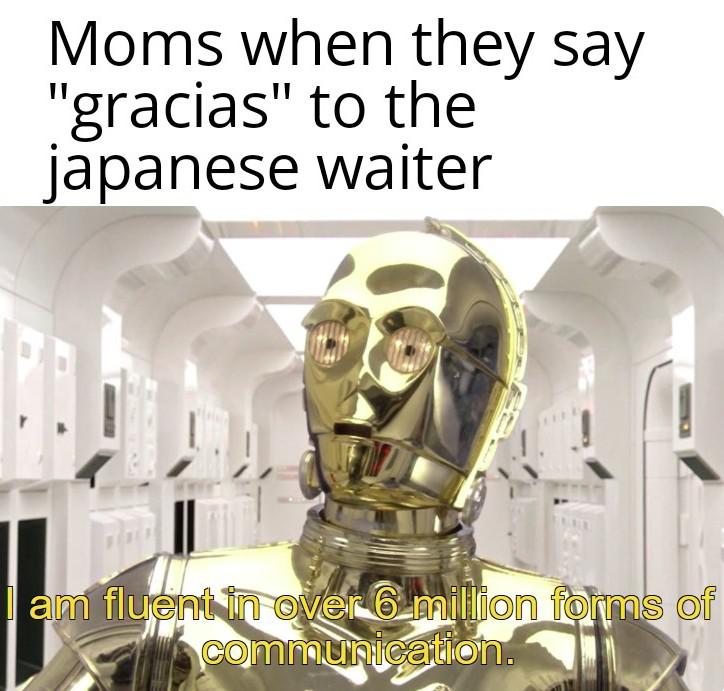 Moms when they say
"gracias" to the
japanese waiter
I am fluent in over 6 million forms of
communication.